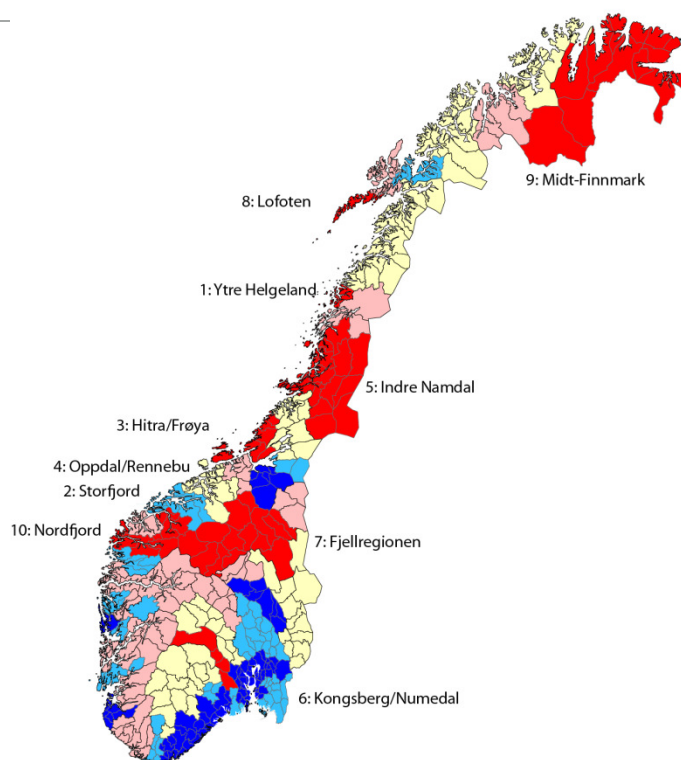 9: Midt-Finnmark
8: Lofoten
1: Ytre Helgeland
5: Indre Namdal
3: Hitra/Frøya
4: Oppdal/Rennebu
2: Storfjord
10: Nordfjord
7: Fjellregionen
6: Kongsberg/Numedal